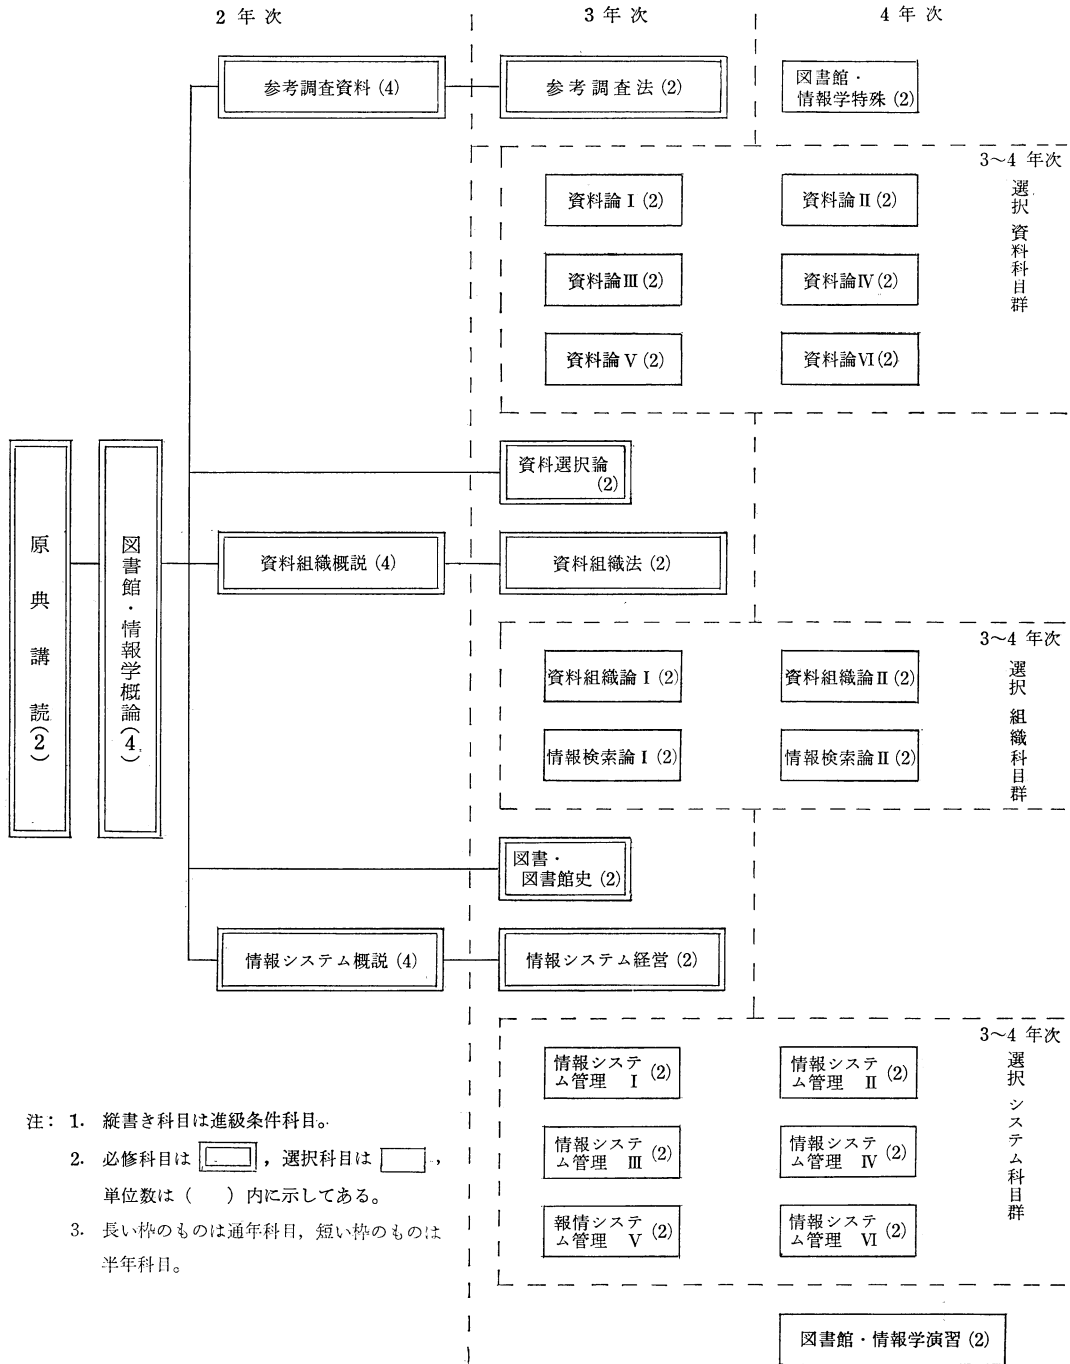 2 年 次
3 年 次
4 年 次
参考調査資料 (4)
参 考 調 査 法 (2)
図書館・
情報学特殊 (2)
3～4 年次
選択 資料科目群
資料論 I (2)
資料論 II (2)
資料論III (2)
資料論IV (2)
資料論 V (2)
資料論VI (2)
原典講読(2)
図書館・情報学概論(4)
資料選択論
(2)
資料組織概説 (4)
資料組織法 (2)
3～4 年次
選択 組織科目群
資料組織論 I (2)
資料組織論 II (2)
情報検索論 I (2)
情報検索論 II (2)
図書・
図書館史 (2)
情報システム概説 (4)
情報システム経営 (2)
3～4 年次
選択 システム科目群
情報システ
ム管理 I (2)
情報システ
ム管理 II (2)
情報システ
ム管理 III (2)
情報システ
ム管理 IV (2)
報情システ
ム管理 V (2)
情報システ
ム管理 VI (2)
図書館・情報学演習 (2)
注： 1. 縦書き科目は進級条件科目。
2. 必修科目は ，選択科目は ，
単位数は（ ）内に示してある。
3. 長い枠のものは通年科目，短い枠のものは
半年科目。